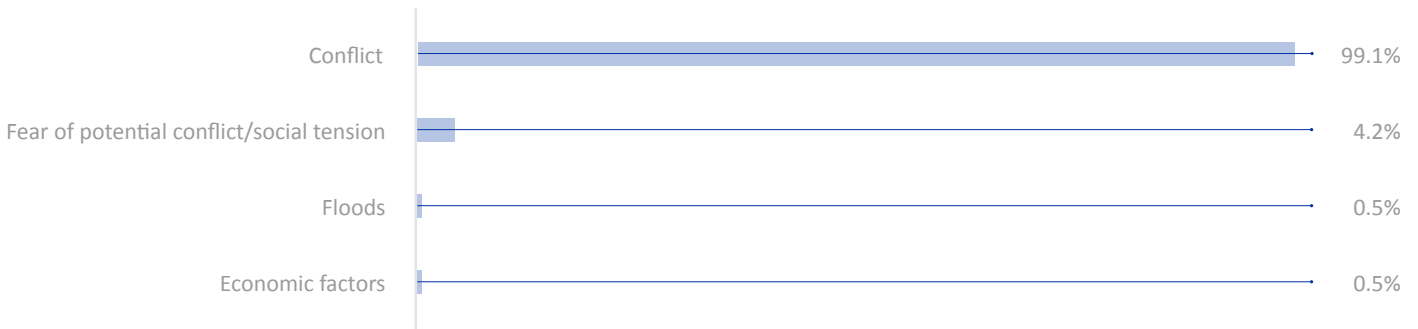 Conflict 99.1%
Fear of potential conflict/social tension 4.2%
Floods 0.5%
Economic factors 0.5%